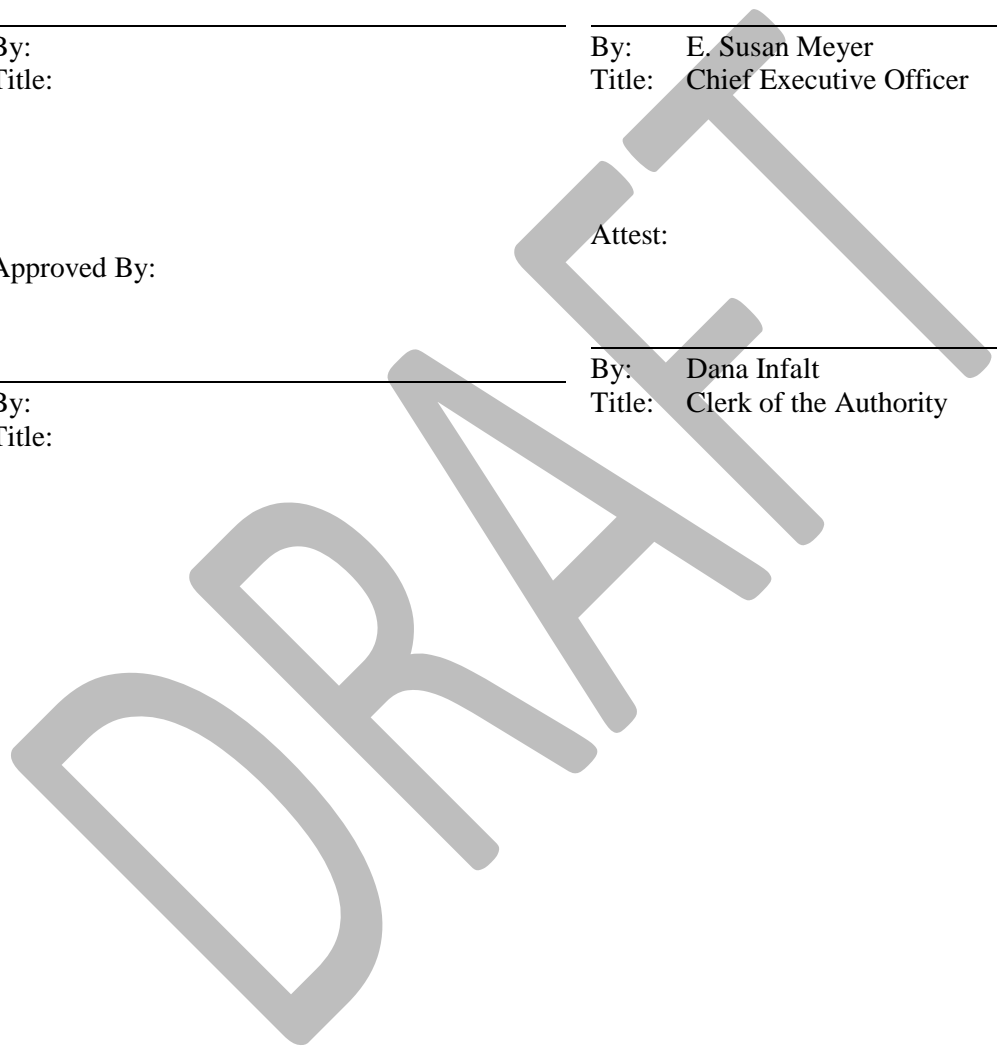 By:
Title:
Approved By:
By:
Title:
By: E. Susan Meyer
Title: Chief Executive Officer
Attest:
By: Dana Infalt
Title: Clerk of the Authority
DRAFT